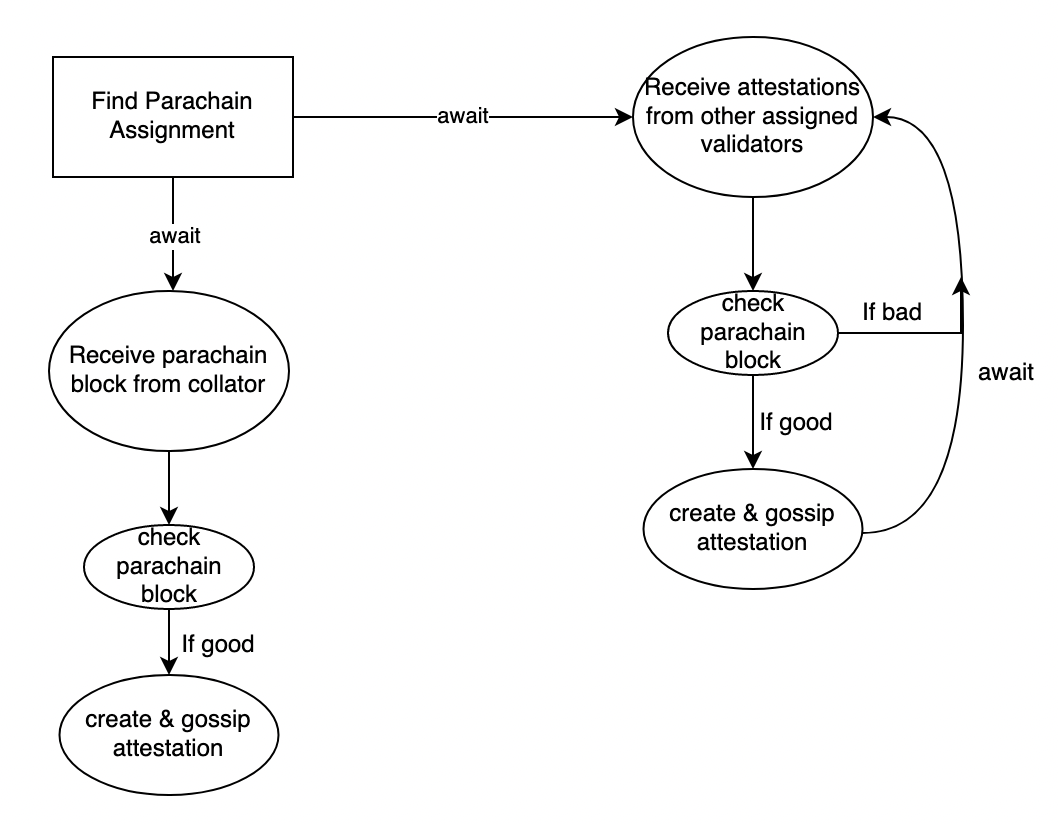 Find Parachain
Assignment
await
Receive attestations
from other assigned
validators
await
Receive parachain
block from collator
check
parachain
block
If bad
await
If good
create & gossip
attestation
check
parachain
block
If good
create & gossip
attestation